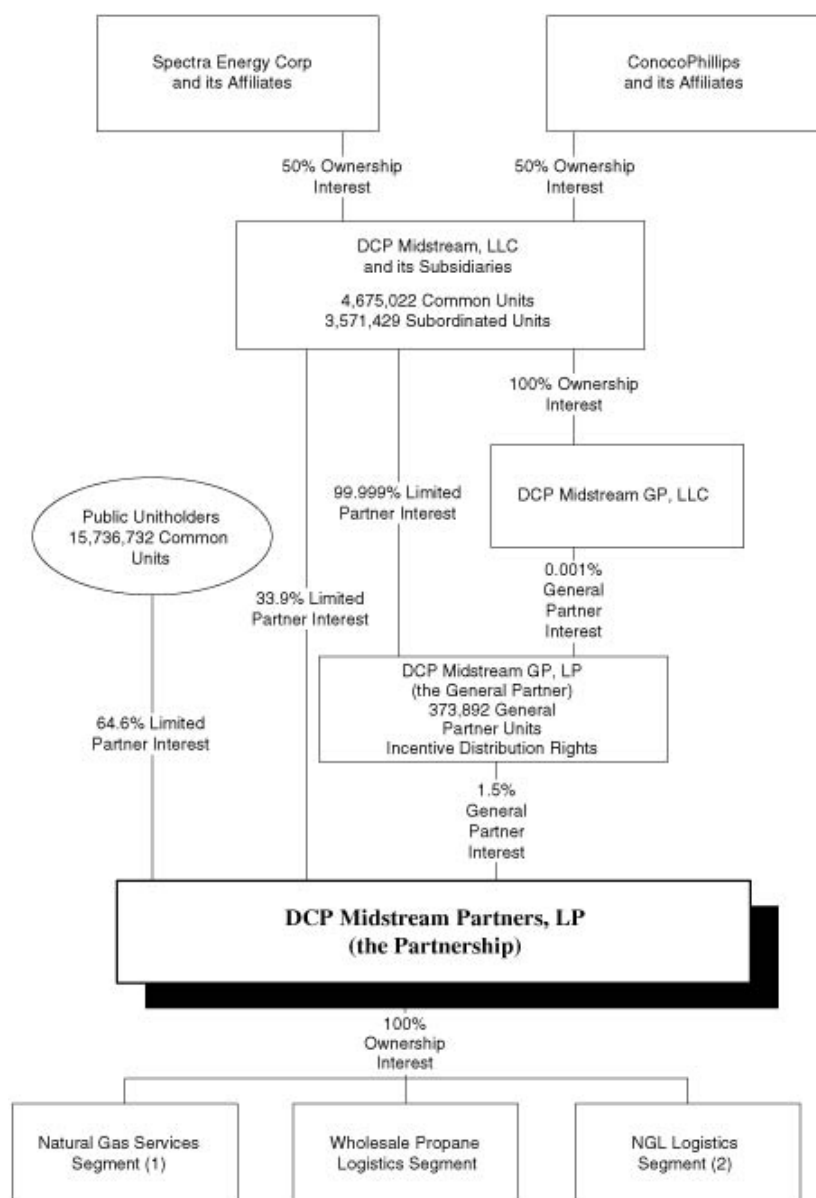 Spectra Energy Corp
and its Affiliates
ConocoPhillips
and its Affiliates
50% Ownership
Interest
50% Ownership
Interest
DCP Midstream, LLC
and its Subsidiaries
4,675,022 Common Units
3,571,429 Subordinated Units
100% Ownership
Interest
99.999% Limited
Partner Interest
DCP Midstream GP, LLC
Public Unitholders
15,736,732 Common
Units
33.9% Limited
Partner Interest
0.001%
General
Partner
Interest
DCP Midstream GP, LP
(the General Partner)
373,892 General
Partner Units
Incentive Distribution Rights
64.6% Limited
Partner Interest
1.5%
General
Partner
Interest
DCP Midstream Partners, LP
(the Partnership)
100%
Ownership
Interest
Natural Gas Services
Segment (1)
Wholesale Propane
Logistics Segment
NGL Logistics
Segment (2)